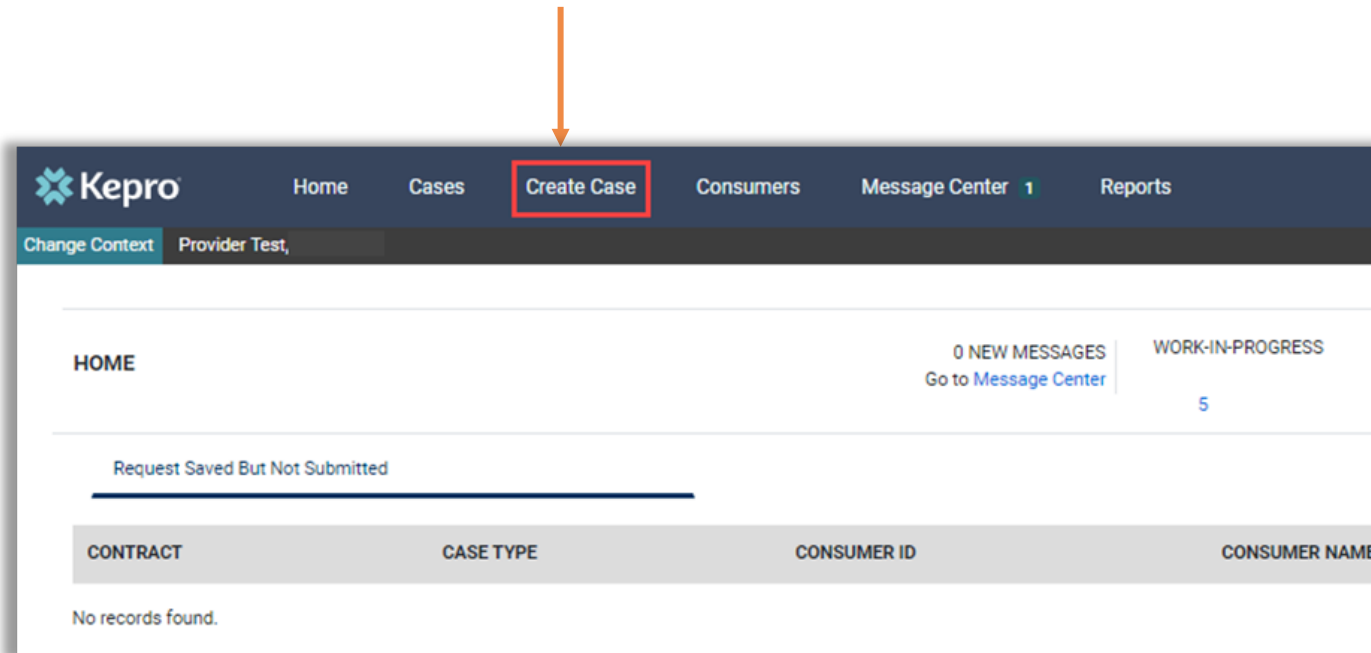 Kepro Home Cases Create Case Consumers Message Center 1 Reports
Change Context Provider Test,
HOME
0 NEW MESSAGES
Go to Message Center
WORK-IN-PROGRESS
5
Request Saved But Not Submitted
CONTRACT CASE TYPE CONSUMER ID CONSUMER NAME
No records found.